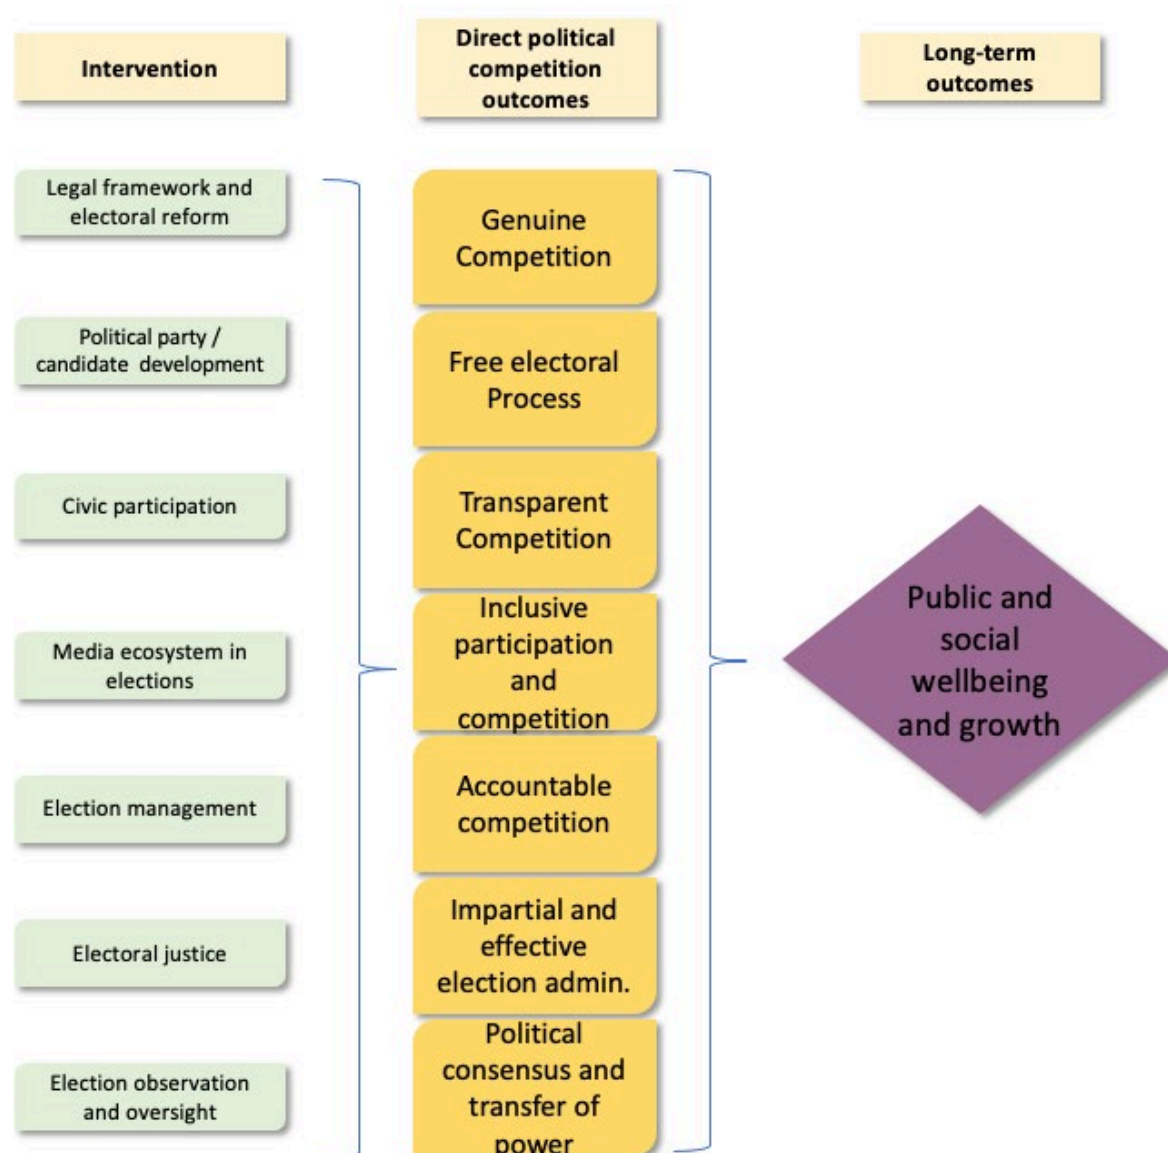 Intervention
Direct political
competition
outcomes
Long-term
outcomes
Legal framework and
electoral reform
Political party /
candidate development
Civic participation
Media ecosystem in
elections
Election management
Electoral justice
Election observation
and oversight
Genuine
Competition
Free electoral
Process
Transparent
Competition
Inclusive
participation
and
competition
Accountable
competition
Impartial and
effective
election admin.
Political
consensus and
transfer of
power
Public and
social
wellbeing
and growth